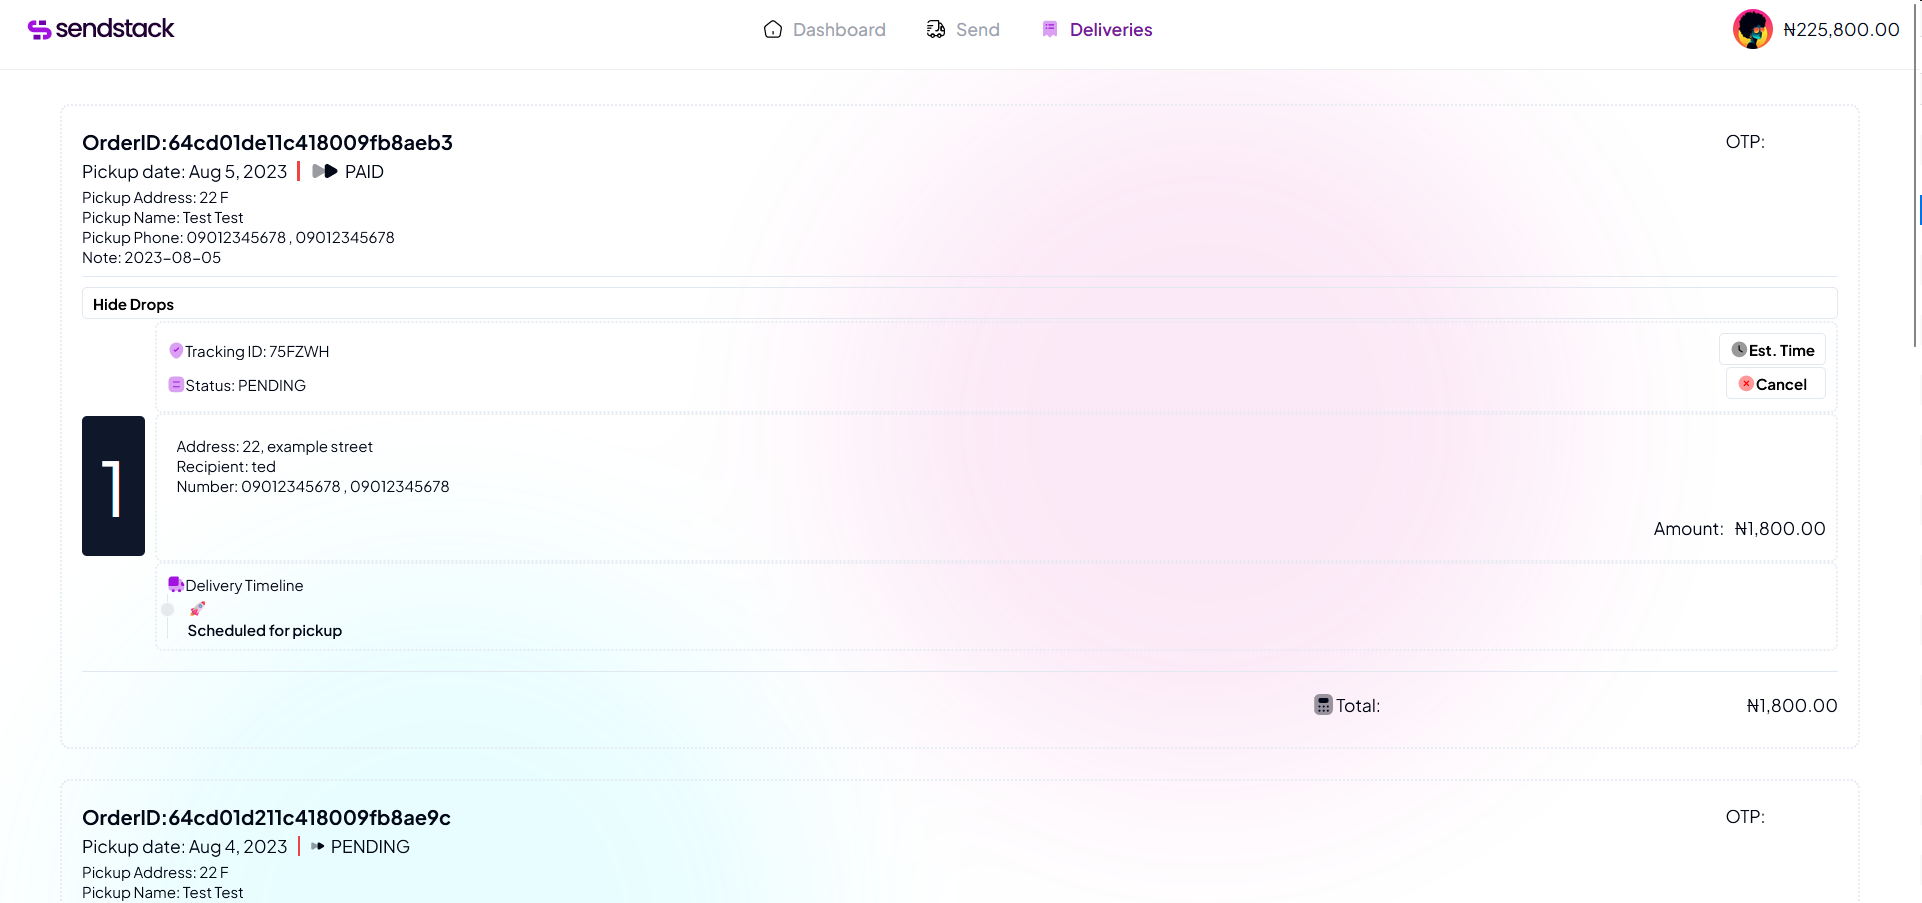 sendstack
Dashboard
Send
Deliveries
₦225,800.00
OrderID:64cd01de11c418009fb8aeb3
OTP:
Pickup date: Aug 5, 2023
PAID
Pickup Address: 22 F
Pickup Name: Test Test
Pickup Phone: 09012345678 , 09012345678
Note: 2023-08-05
Hide Drops
Tracking ID: 75FZWH
Est. Time
Status: PENDING
Cancel
1
Address: 22, example street
Recipient: ted
Number: 09012345678 , 09012345678
Amount: ₦1,800.00
Delivery Timeline
Scheduled for pickup
Total: ₦1,800.00
OrderID:64cd01d211c418009fb8ae9c
OTP:
Pickup date: Aug 4, 2023
PENDING
Pickup Address: 22 F
Pickup Name: Test Test